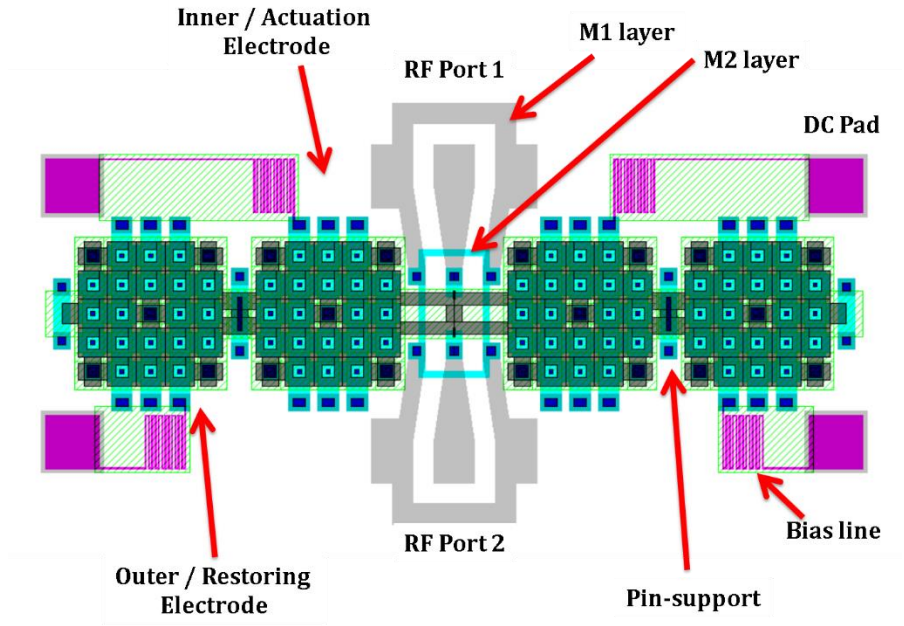 Inner / Actuation
Electrode
M1 layer
RF Port 1
M2 layer
DC Pad
Bias line
RF Port 2
Outer / Restoring
Electrode
Pin-support